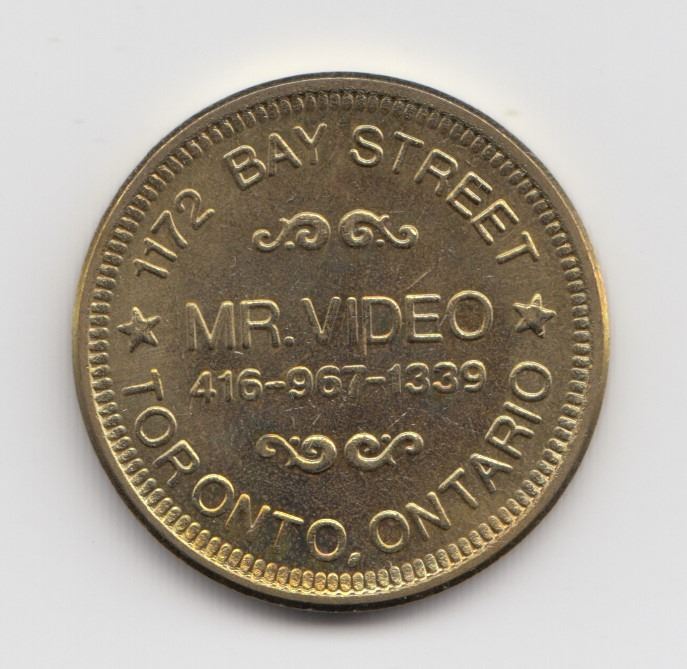 1172 BAY STREET
MR. VIDEO
416-967-1339
TORONTO, ONTARIO